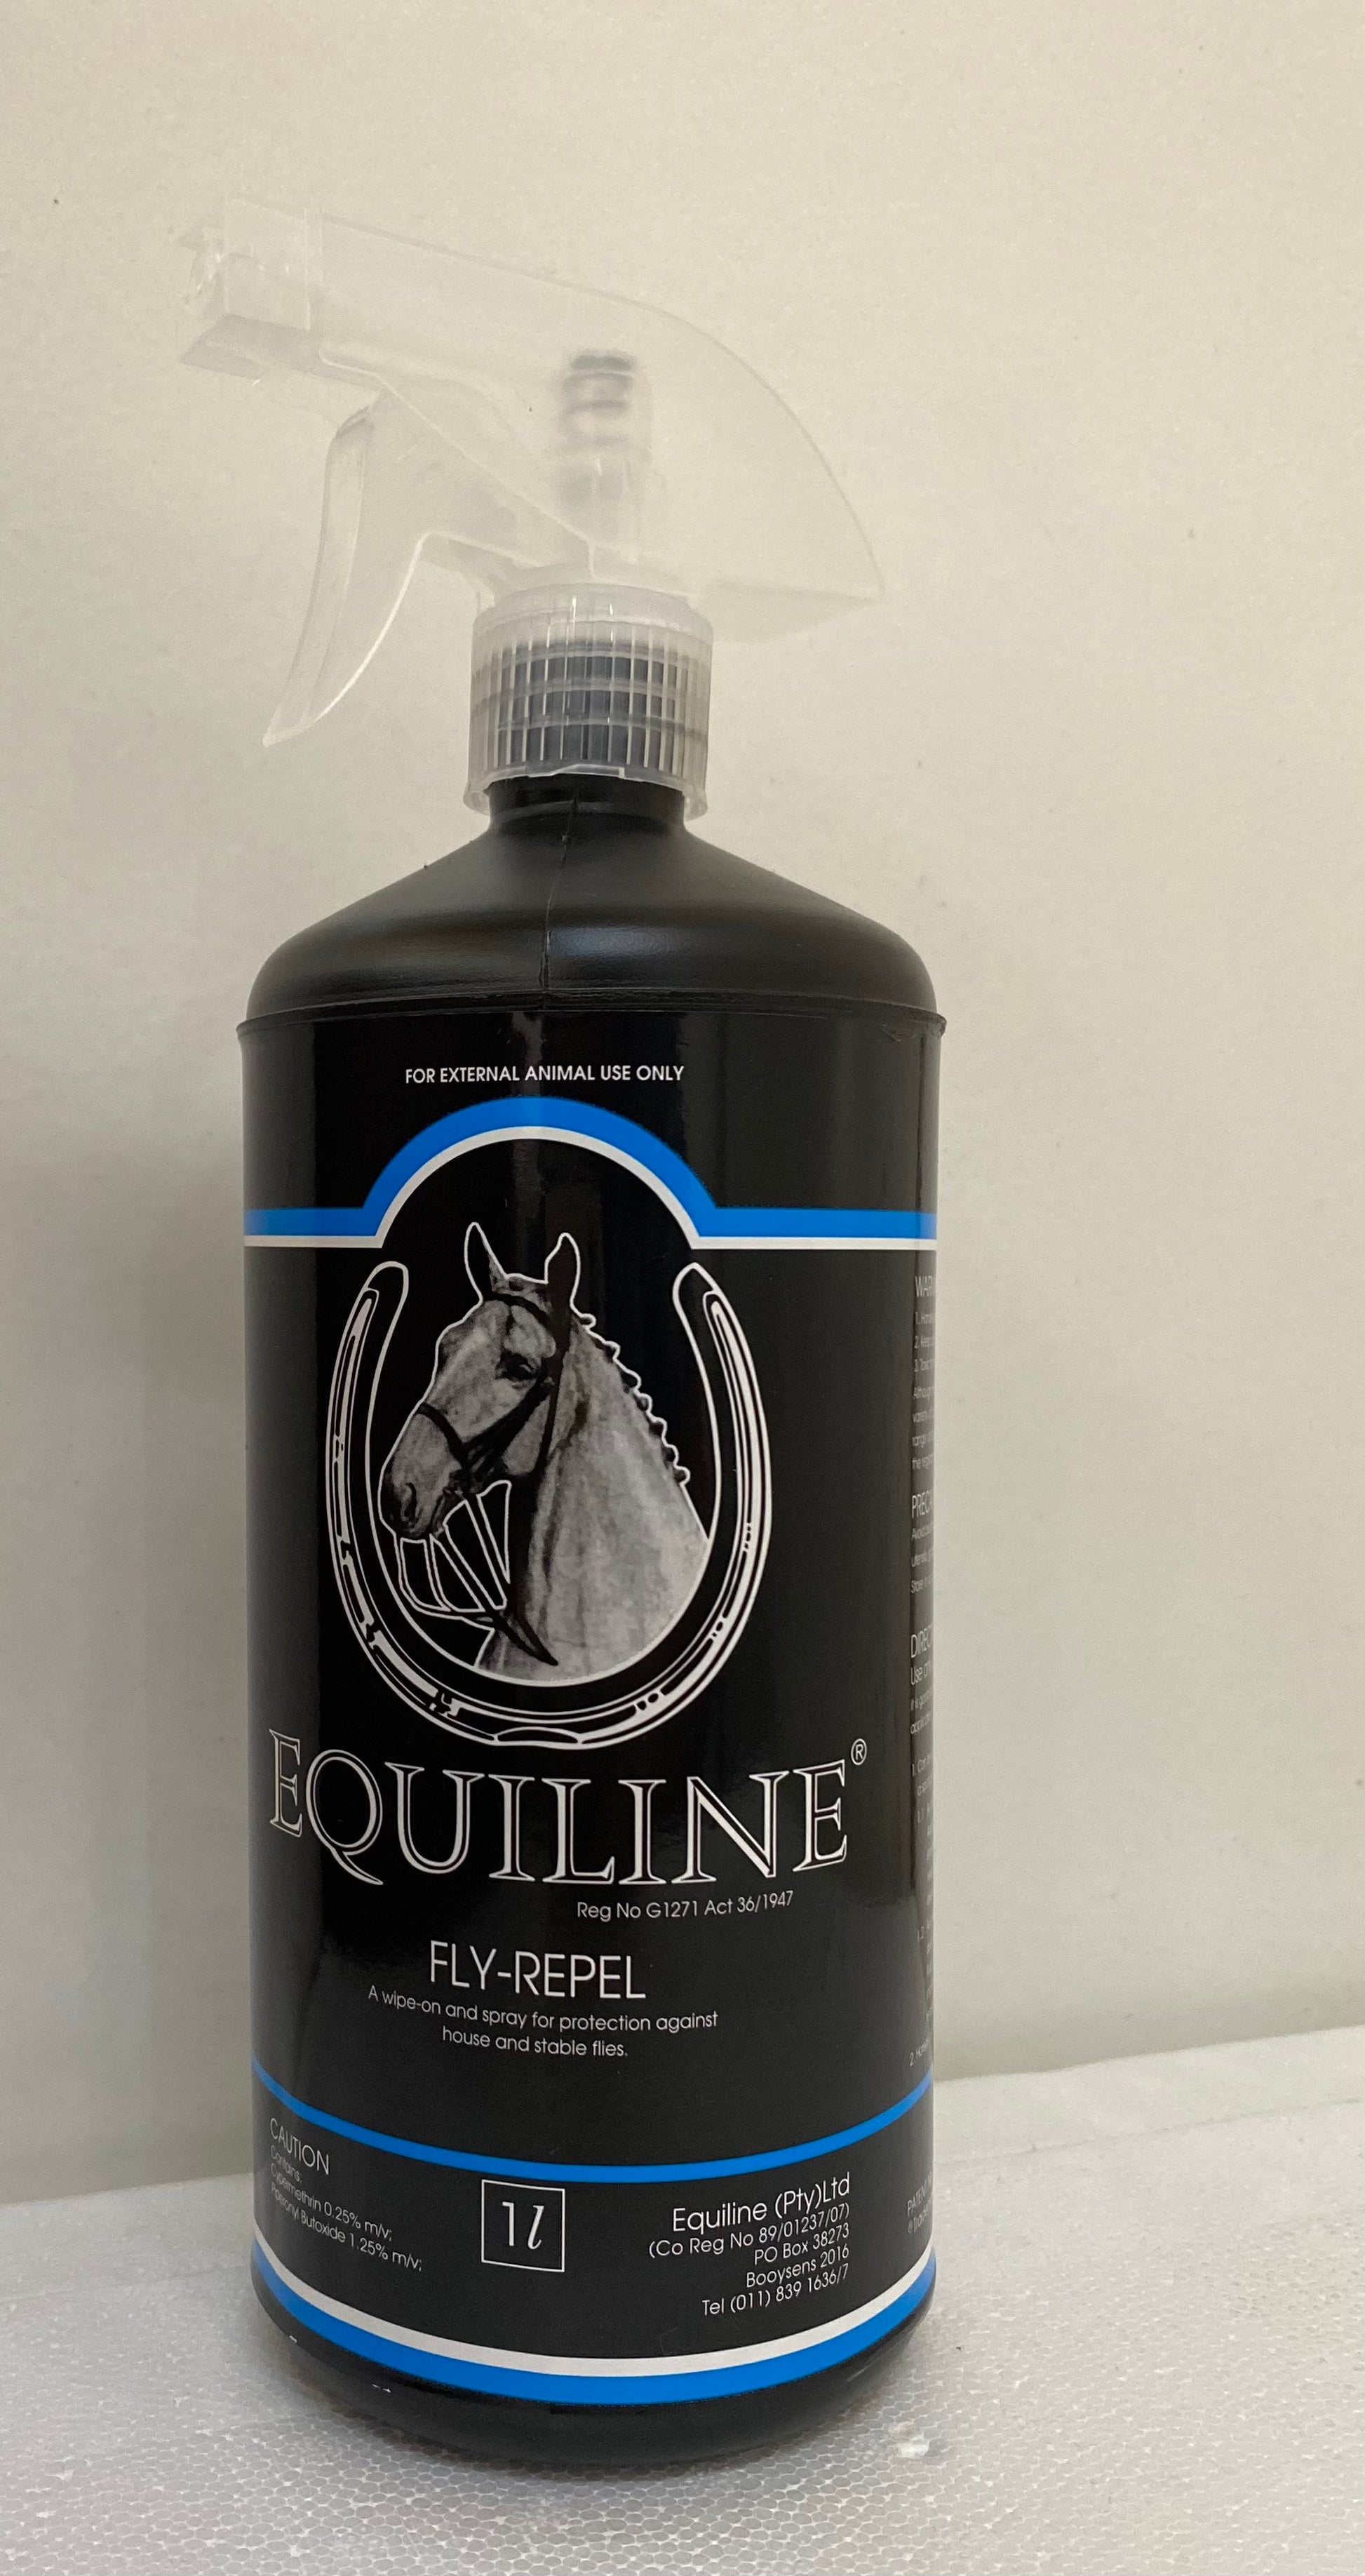 FOR EXTERNAL ANIMAL USE ONLY
EQUILINE®
Reg No G1271 Act 36/1947
FLY-REPEL
A wipe-on and spray for protection against
house and stable flies.
CAUTION
Contains:
Cypermethrin 0.25% m/v;
Piperonyl Butoxide 1.25% m/v;
1l
Equiline (Pty)Ltd
(Co Reg No 89/01237/07)
PO Box 38273
Booysens 2016
Tel (011) 839 1636/7